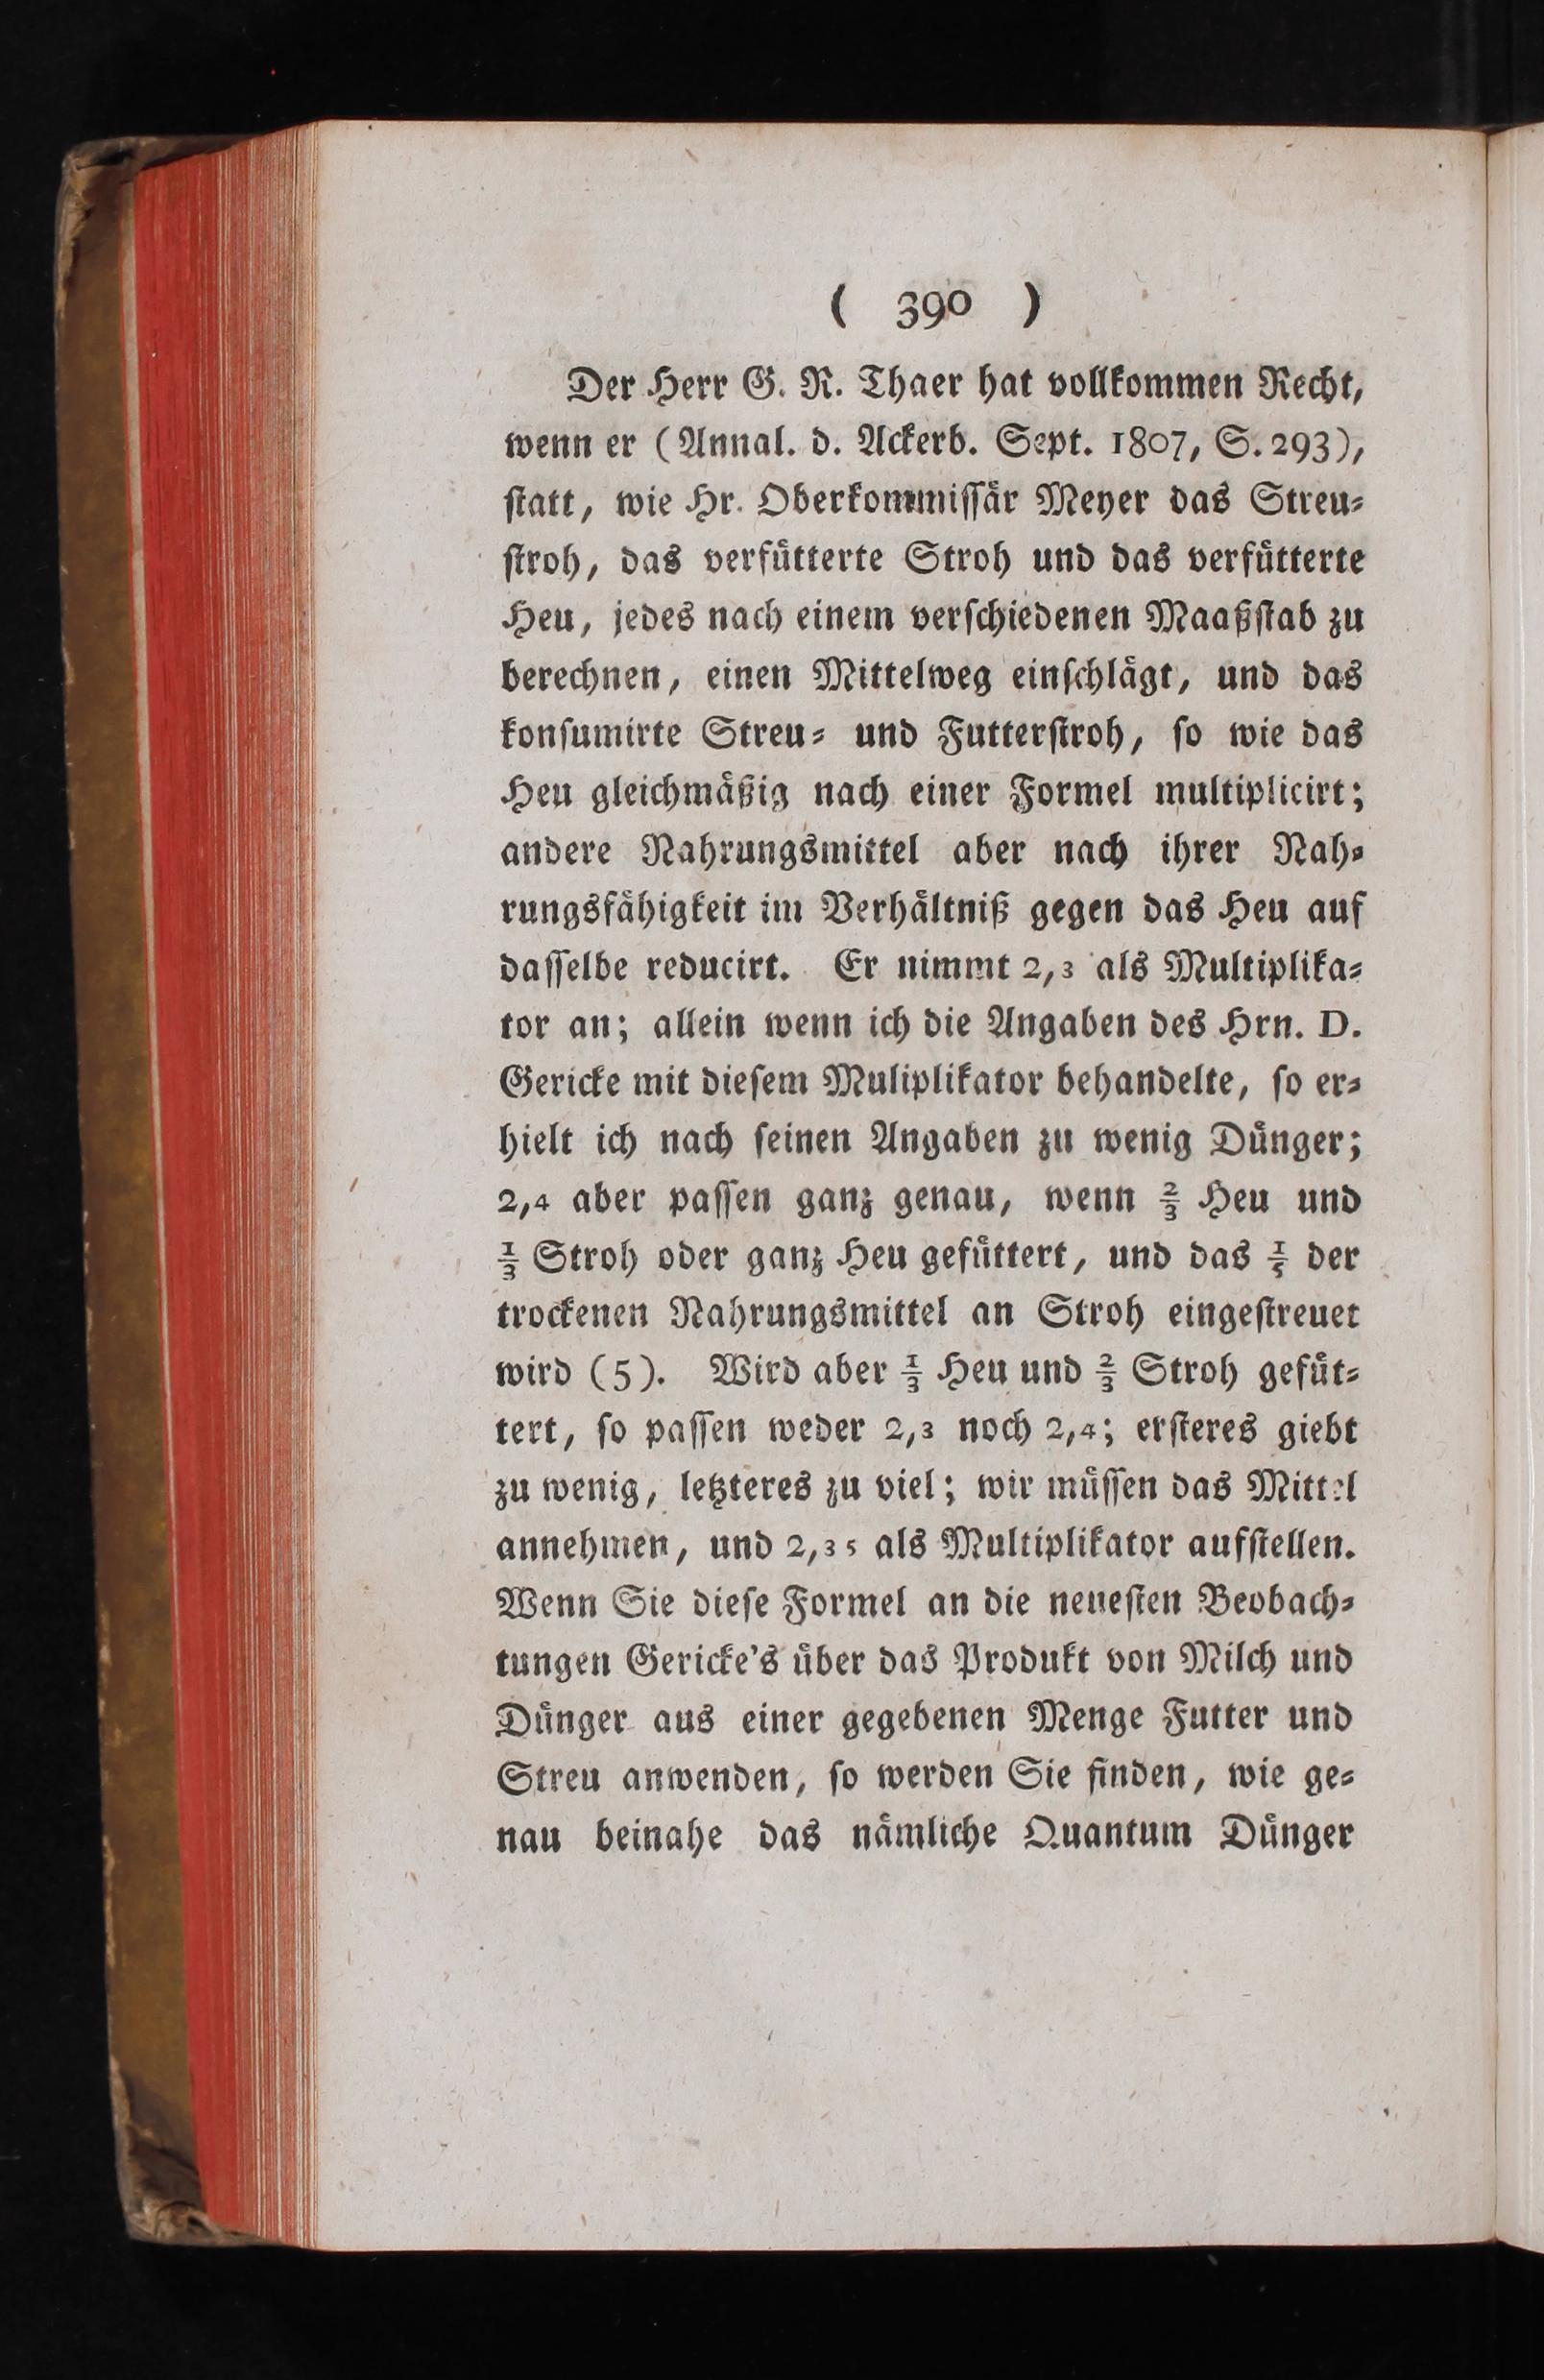 ( 390 )
Der Herr G. R. Thaer hat vollkommen Recht,
wenn er (Annal. d. Ackerb. Sept. 1807, S. 293),
ſtatt, wie Hr. Oberkommiſſär Meyer das Streu⸗
ſtroh, das verfütterte Stroh und das verfütterte
Heu, jedes nach einem verſchiedenen Maaßſtab zu
berechnen, einen Mittelweg einſchlägt, und das
konſumirte Streu⸗ und Futterſtroh, ſo wie das
Heu gleichmäßig nach einer Formel multiplicirt;
andere Nahrungsmittel aber nach ihrer Nah⸗
rungsfähigkeit im Verhältniß gegen das Heu auf
daſſelbe reducirt. Er nimmt 2,3 als Multiplika⸗
tor an; allein wenn ich die Angaben des Hrn. D.
Gericke mit dieſem Muliplikator behandelte, ſo er⸗
hielt ich nach ſeinen Angaben zu wenig Dünger;
2,4 aber paſſen ganz genau, wenn ⅔ Heu und
⅓ Stroh oder ganz Heu gefüttert, und das ⅕ der
trockenen Nahrungsmittel an Stroh eingeſtreuet
wird (5). Wird aber ⅓ Heu und ⅔ Stroh gefüt⸗
tert, ſo paſſen weder 2,3 noch 2,4; erſteres giebt
zu wenig, letzteres zu viel; wir müſſen das Mittel
annehmen, und 2,35 als Multiplikator aufſtellen.
Wenn Sie dieſe Formel an die neueſten Beobach⸗
tungen Gericke's über das Produkt von Milch und
Dünger aus einer gegebenen Menge Futter und
Streu anwenden, ſo werden Sie finden, wie ge⸗
nau beinahe das nämliche Quantum Dünger